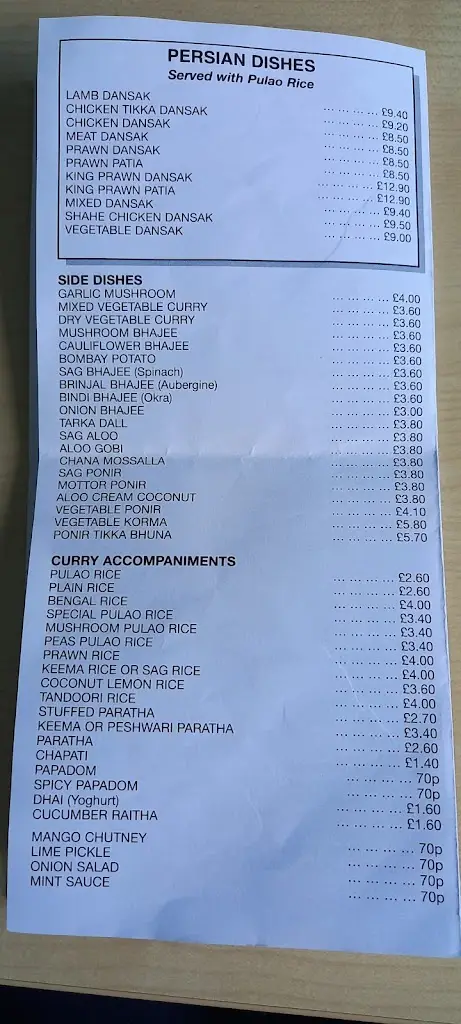 PERSIAN DISHES
Served with Pulao Rice
LAMB DANSAK ... ... ... ... £9.40
CHICKEN TIKKA DANSAK ... ... ... ... £9.20
CHICKEN DANSAK ... ... ... ... £8.50
MEAT DANSAK ... ... ... ... £8.50
PRAWN DANSAK ... ... ... ... £8.50
PRAWN PATIA ... ... ... ... £8.50
KING PRAWN DANSAK ... ... ... ... £12.90
KING PRAWN PATIA ... ... ... ... £12.90
MIXED DANSAK ... ... ... ... £9.40
SHAHE CHICKEN DANSAK ... ... ... ... £9.50
VEGETABLE DANSAK ... ... ... ... £9.00
SIDE DISHES
GARLIC MUSHROOM ... ... ... ... £4.00
MIXED VEGETABLE CURRY ... ... ... ... £3.60
DRY VEGETABLE CURRY ... ... ... ... £3.60
MUSHROOM BHAJEE ... ... ... ... £3.60
CAULIFLOWER BHAJEE ... ... ... ... £3.60
BOMBAY POTATO ... ... ... ... £3.60
SAG BHAJEE (Spinach) ... ... ... ... £3.60
BRINJAL BHAJEE (Aubergine) ... ... ... ... £3.60
BINDI BHAJEE (Okra) ... ... ... ... £3.60
ONION BHAJEE ... ... ... ... £3.00
TARKA DALL ... ... ... ... £3.80
SAG ALOO ... ... ... ... £3.80
ALOO GOBI ... ... ... ... £3.80
CHANA MOSSALLA ... ... ... ... £3.80
SAG PONIR ... ... ... ... £3.80
MOTTOR PONIR ... ... ... ... £3.80
ALOO CREAM COCONUT ... ... ... ... £3.80
VEGETABLE PONIR ... ... ... ... £4.10
VEGETABLE KORMA ... ... ... ... £5.80
PONIR TIKKA BHUNA ... ... ... ... £5.70
CURRY ACCOMPANIMENTS
PULAO RICE ... ... ... ... £2.60
PLAIN RICE ... ... ... ... £2.60
BENGAL RICE ... ... ... ... £4.00
SPECIAL PULAO RICE ... ... ... ... £3.40
MUSHROOM PULAO RICE ... ... ... ... £3.40
PEAS PULAO RICE ... ... ... ... £3.40
PRAWN RICE ... ... ... ... £4.00
KEEMA RICE OR SAG RICE ... ... ... ... £4.00
COCONUT LEMON RICE ... ... ... ... £3.60
TANDOORI RICE ... ... ... ... £4.00
STUFFED PARATHA ... ... ... ... £2.70
KEEMA OR PESHWARI PARATHA ... ... ... ... £3.40
PARATHA ... ... ... ... £2.60
CHAPATI ... ... ... ... £1.40
PAPADOM ... ... ... ... 70p
SPICY PAPADOM ... ... ... ... 70p
DHAI (Yoghurt) ... ... ... ... £1.60
CUCUMBER RAITHA ... ... ... ... £1.60
MANGO CHUTNEY ... ... ... ... 70p
LIME PICKLE ... ... ... ... 70p
ONION SALAD ... ... ... ... 70p
MINT SAUCE ... ... ... ... 70p